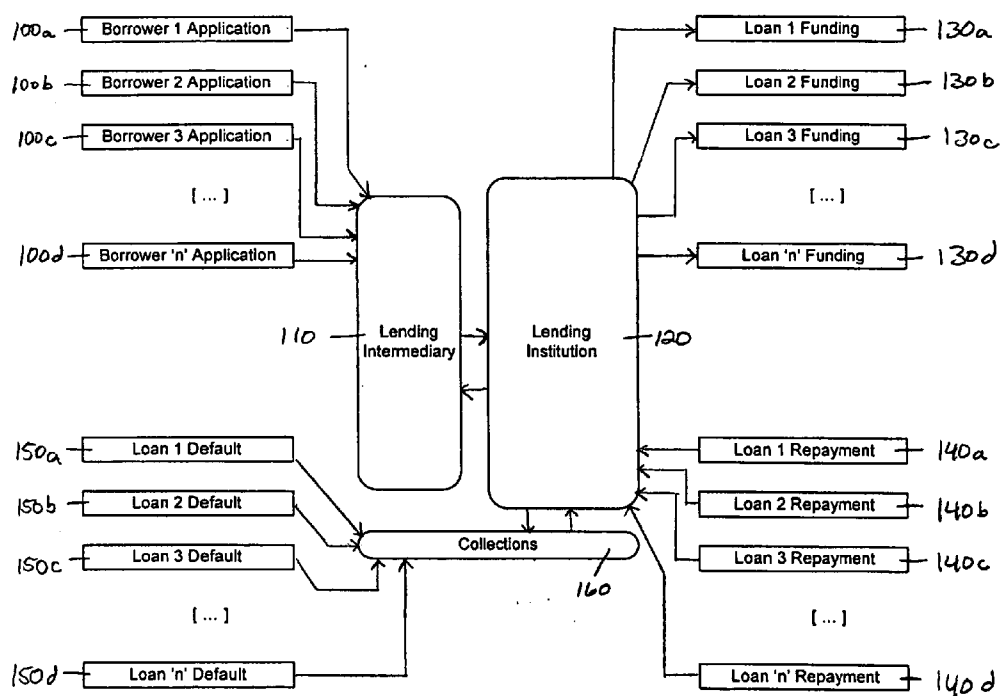 100a Borrower 1 Application
100b Borrower 2 Application
100c Borrower 3 Application
[ ... ]
100d Borrower 'n' Application
Loan 1 Funding 130a
Loan 2 Funding 130b
Loan 3 Funding 130c
[ ... ]
Loan 'n' Funding 130d
110 Lending
Intermediary
Lending
Institution 120
150a Loan 1 Default
150b Loan 2 Default
150c Loan 3 Default
[ ... ]
150d Loan 'n' Default
Collections
160
Loan 1 Repayment 140a
Loan 2 Repayment 140b
Loan 3 Repayment 140c
[ ... ]
Loan 'n' Repayment 140d